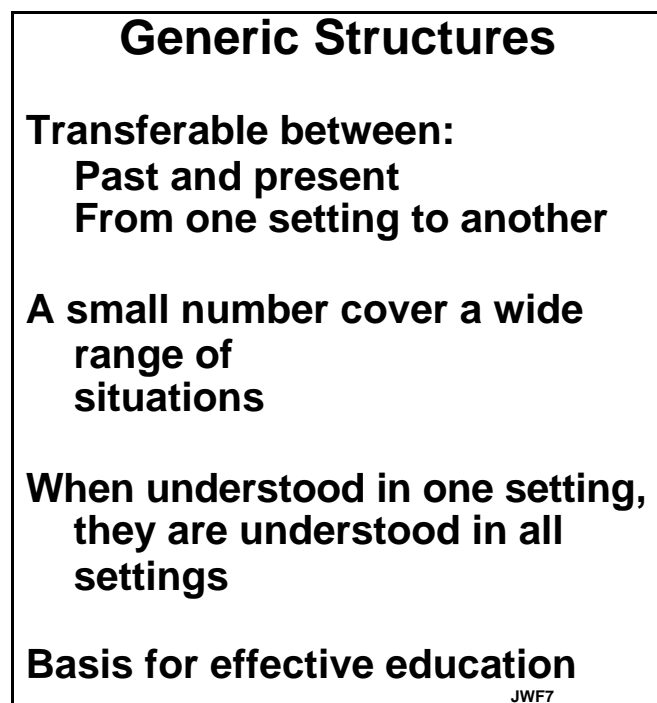 Generic Structures
Transferable between:
Past and present
From one setting to another
A small number cover a wide
range of
situations
When understood in one setting,
they are understood in all
settings
Basis for effective education
JWF7